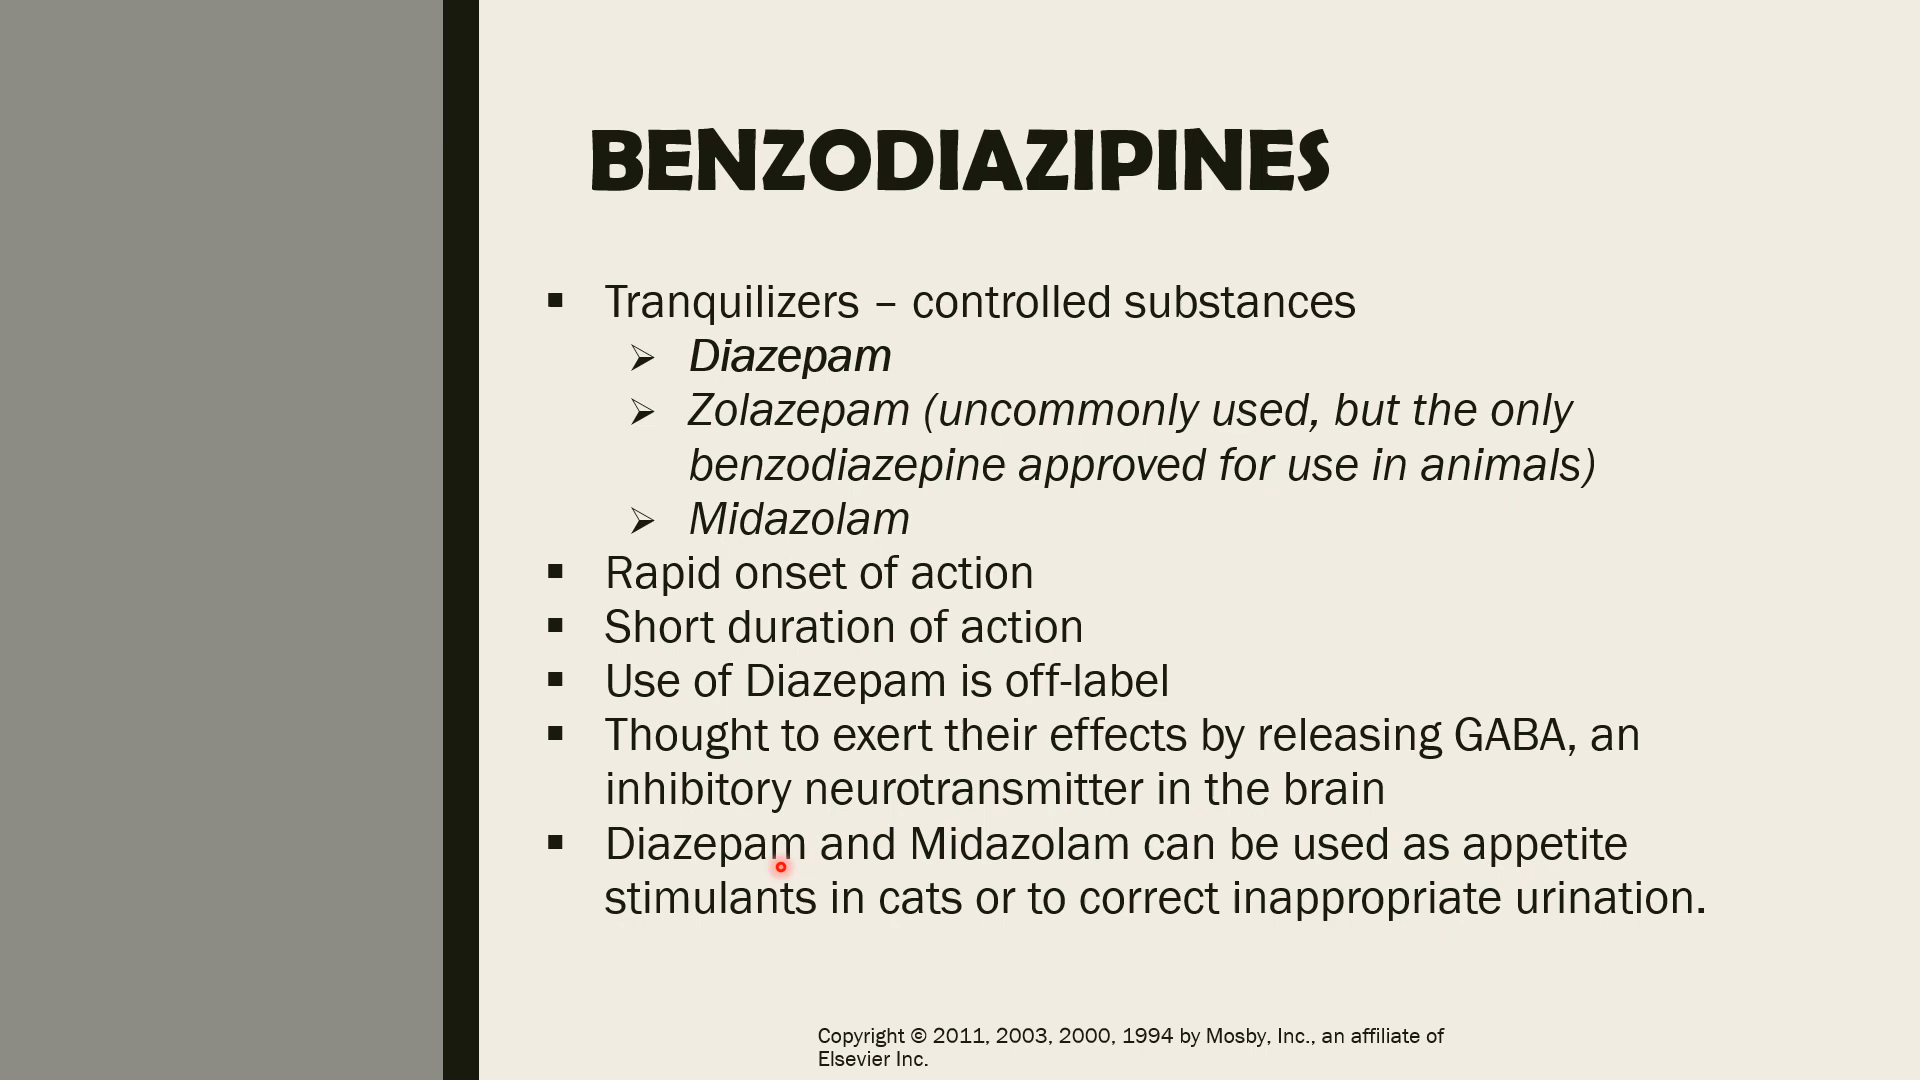 BENZODIAZIPINES
▪ Tranquilizers – controlled substances
➢ Diazepam
➢ Zolazepam (uncommonly used, but the only
benzodiazepine approved for use in animals)
➢ Midazolam
▪ Rapid onset of action
▪ Short duration of action
▪ Use of Diazepam is off-label
▪ Thought to exert their effects by releasing GABA, an
inhibitory neurotransmitter in the brain
▪ Diazepam and Midazolam can be used as appetite
stimulants in cats or to correct inappropriate urination.
Copyright © 2011, 2003, 2000, 1994 by Mosby, Inc., an affiliate of
Elsevier Inc.